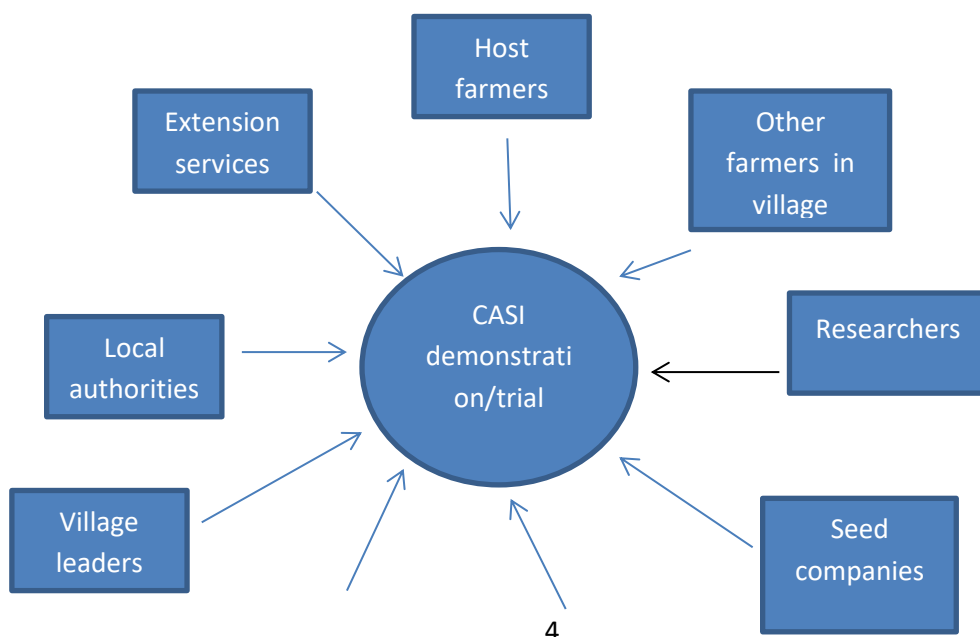 Host
farmers
Extension
services
Other
farmers in
village
CASI
demonstrati
on/trial
Researchers
Local
authorities
Village
leaders
Seed
companies
4